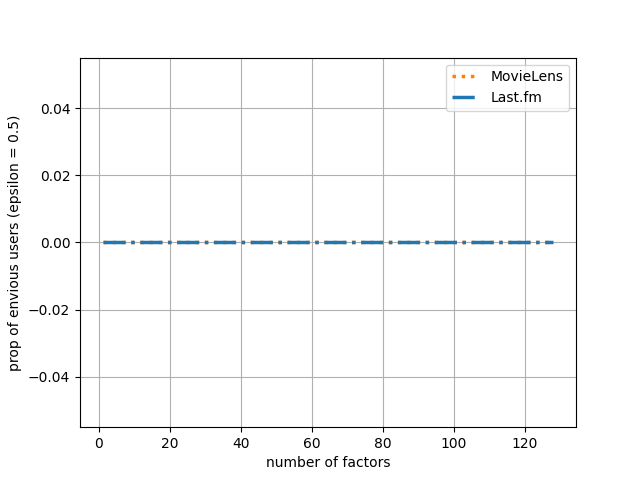 MovieLens
Last.fm
prop of envious users (epsilon = 0.5)
0.04
0.02
0.00
−0.02
−0.04
0 20 40 60 80 100 120
number of factors